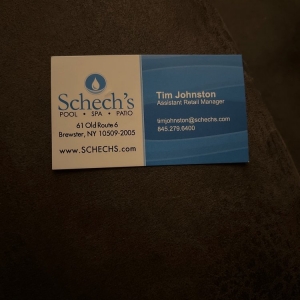 Schech's
POOL • SPA • PATIO
61 Old Route 6
Brewster, NY 10509-2005
www.SCHECHS.com
Tim Johnston
Assistant Retail Manager
timjohnston@schechs.com
845.279.6400